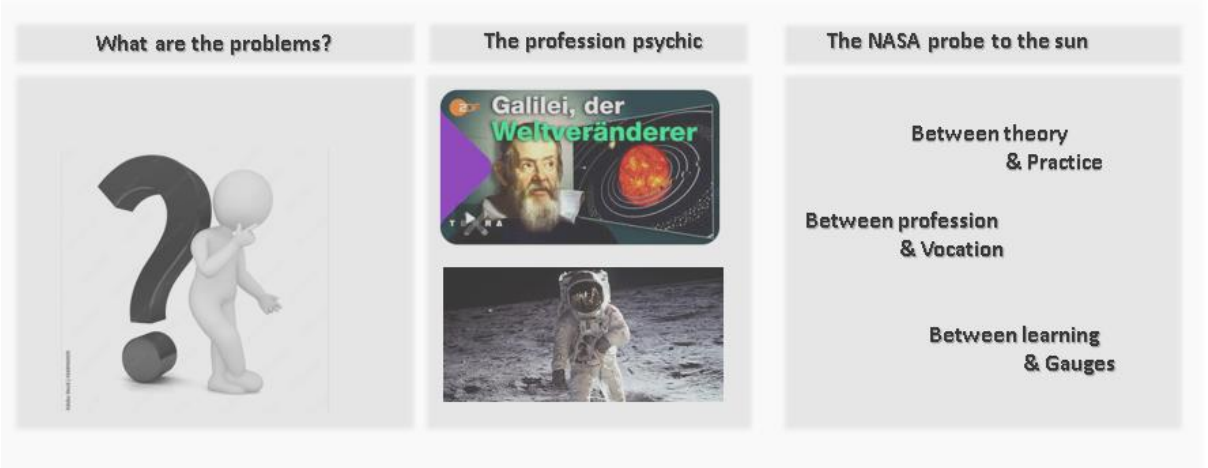 What are the problems?
The profession psychic
The NASA probe to the sun
ZDF
Galilei, der
Weltveränderer
Between theory
& Practice
Between profession
& Vocation
Between learning
& Gauges